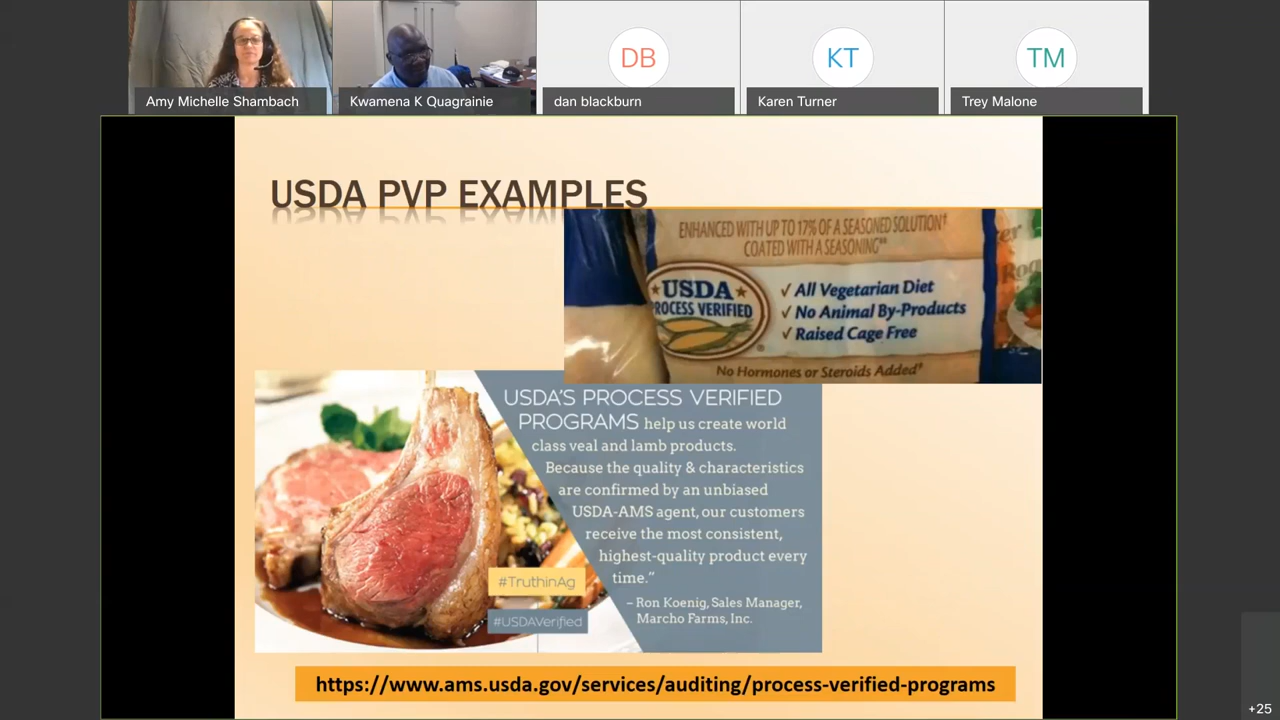 DB
KT
TM
Amy Michelle Shambach
Kwamena K Quagrainie
dan blackburn
Karen Turner
Trey Malone
USDA PVP EXAMPLES
ENHANCED WITH UP TO 17% OF A SEASONED SOLUTION†
COATED WITH A SEASONING**
USDA
PROCESS VERIFIED
®
✓ All Vegetarian Diet
✓ No Animal By-Products
✓ Raised Cage Free
No Hormones or Steroids Added†
USDA'S PROCESS VERIFIED
PROGRAMS help us create world
class veal and lamb products.
Because the quality & characteristics
are confirmed by an unbiased
USDA-AMS agent, our customers
receive the most consistent,
highest-quality product every
time.”
– Ron Koenig, Sales Manager,
Marcho Farms, Inc.
#TruthinAg
#USDAVerified
https://www.ams.usda.gov/services/auditing/process-verified-programs
+25